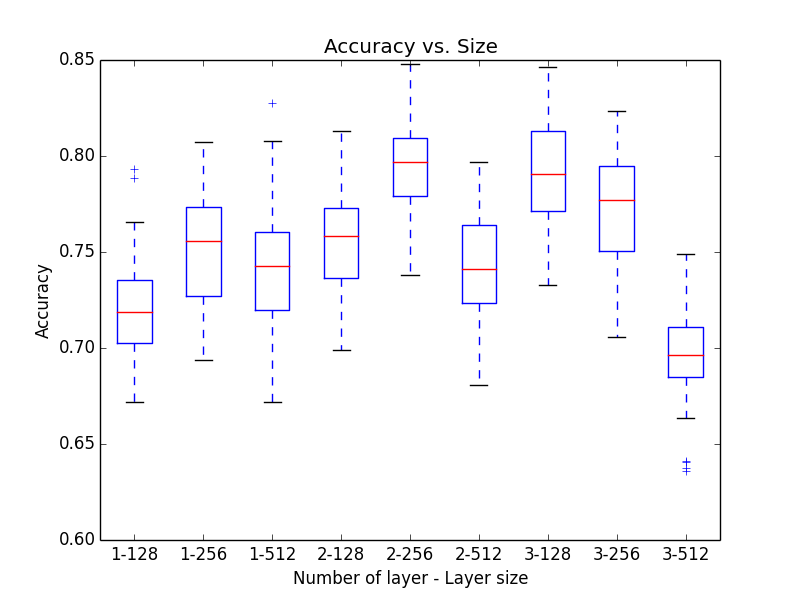 Accuracy vs. Size
0.85
0.80
0.75
0.70
0.65
0.60
Accuracy
1-128 1-256 1-512 2-128 2-256 2-512 3-128 3-256 3-512
Number of layer - Layer size